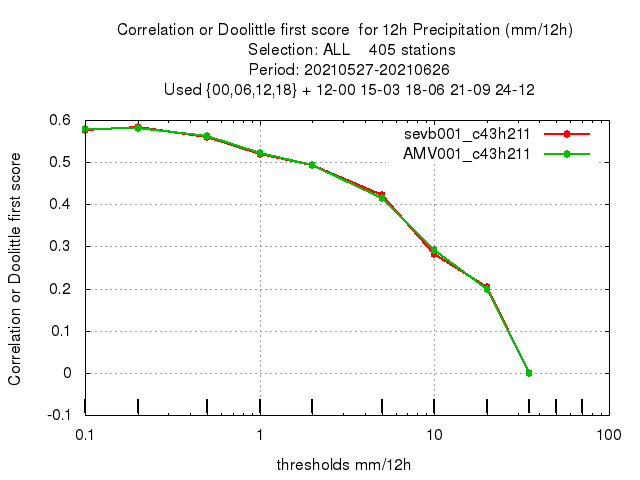 Correlation or Doolittle first score  for 12h Precipitation (mm/12h)
Selection: ALL    405 stations
Period: 20210527-20210626
Used {00,06,12,18} + 12-00 15-03 18-06 21-09 24-12
sevb001_c43h211
AMV001_c43h211
Correlation or Doolittle first score
0.6
0.5
0.4
0.3
0.2
0.1
0
-0.1
0.1 1 10 100
thresholds mm/12h